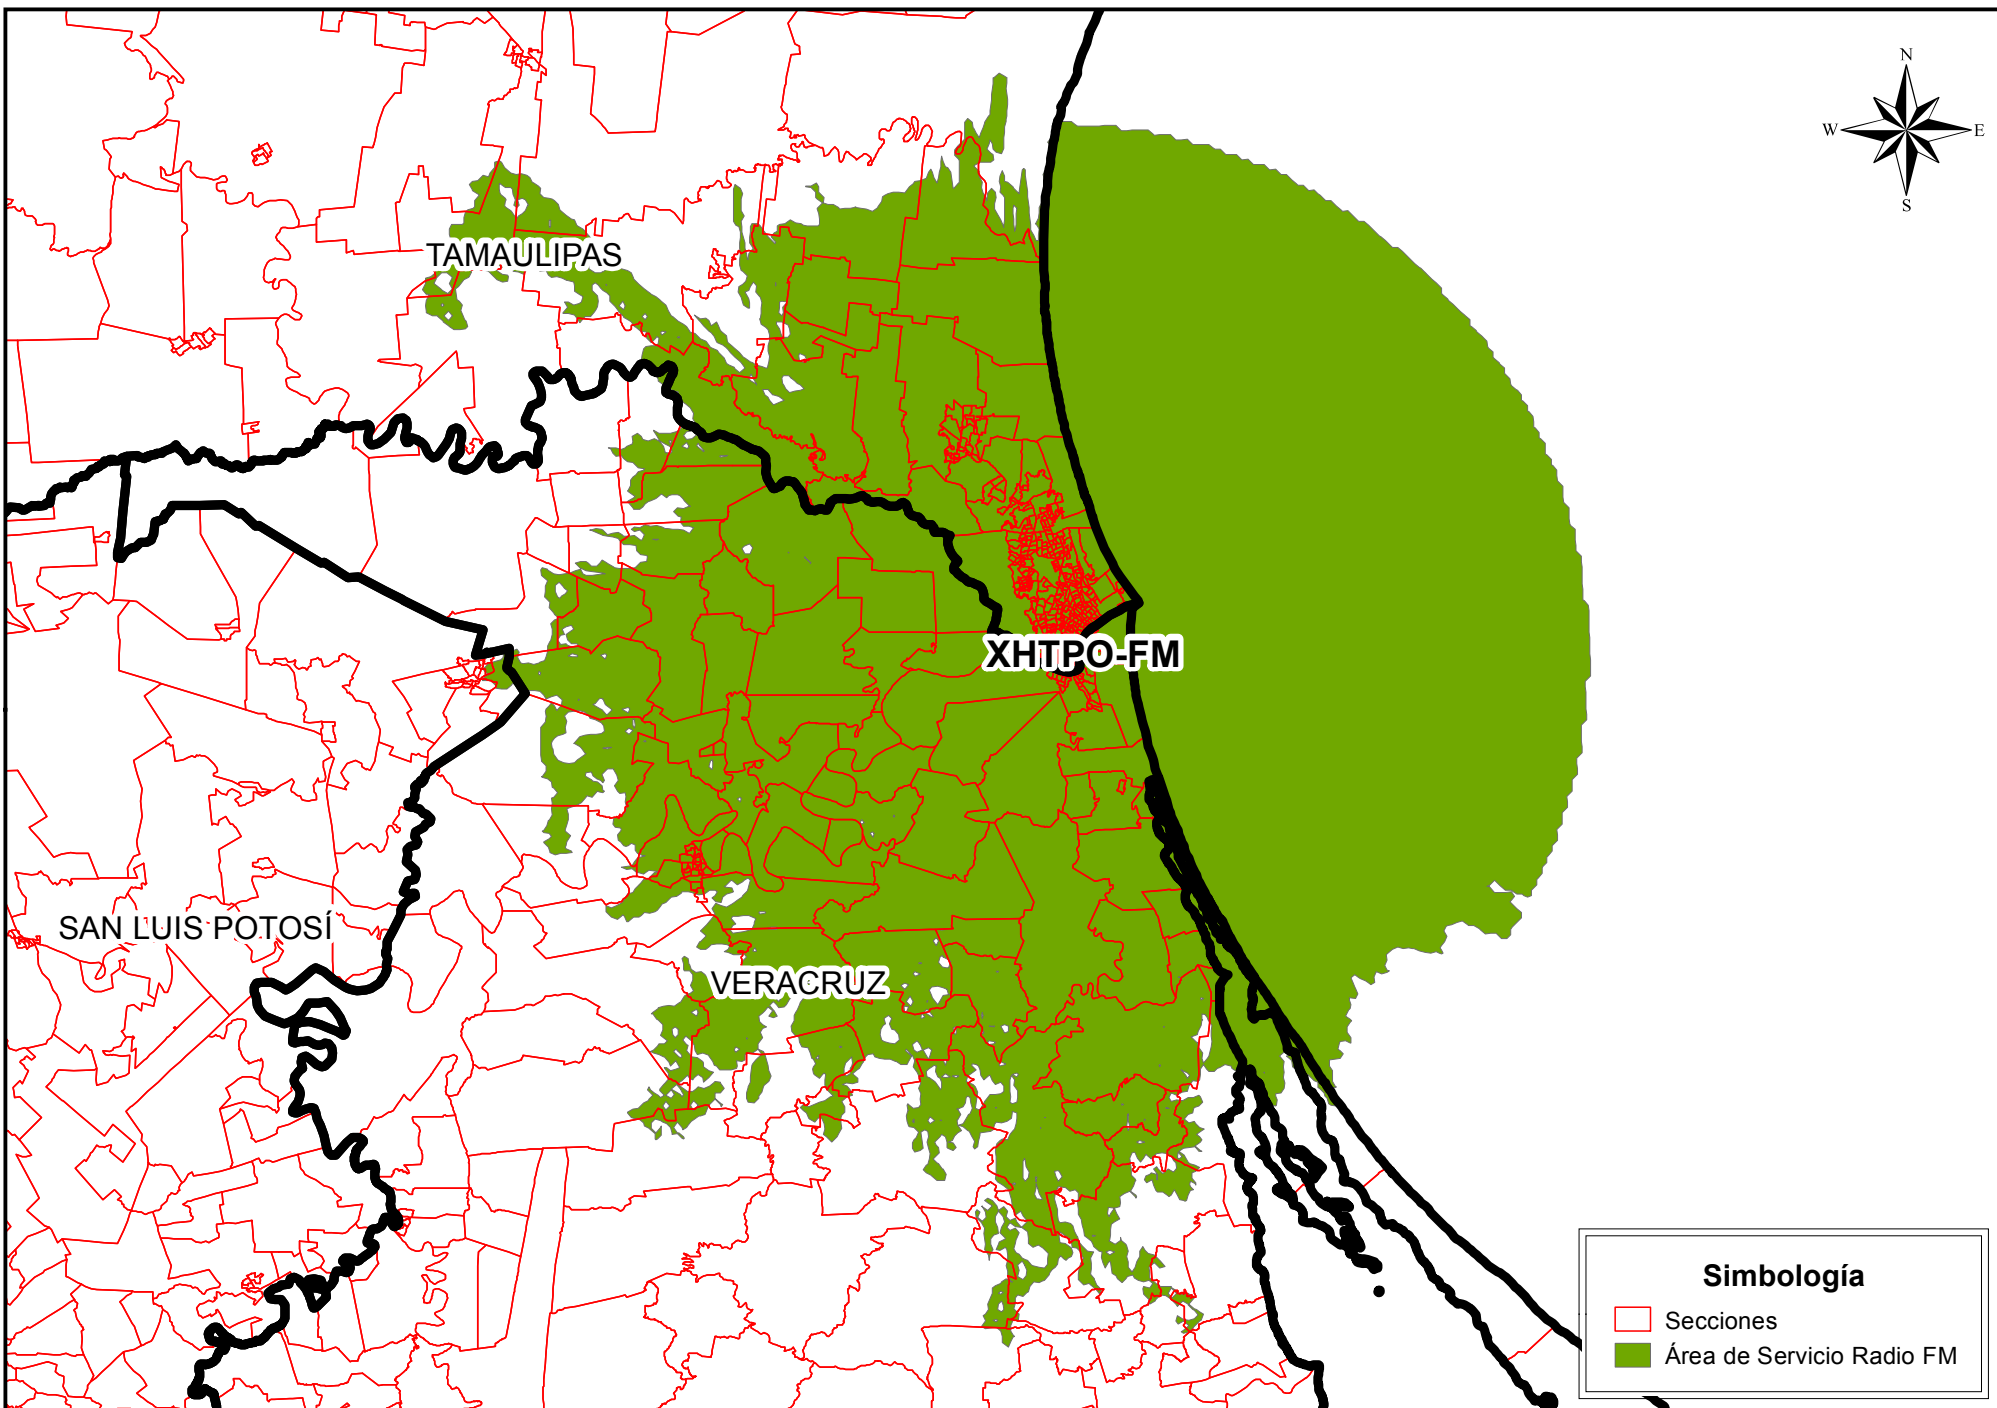 N
W E
S
TAMAULIPAS
XHTPO-FM
SAN LUIS POTOSÍ
VERACRUZ
Simbología
Secciones
Área de Servicio Radio FM